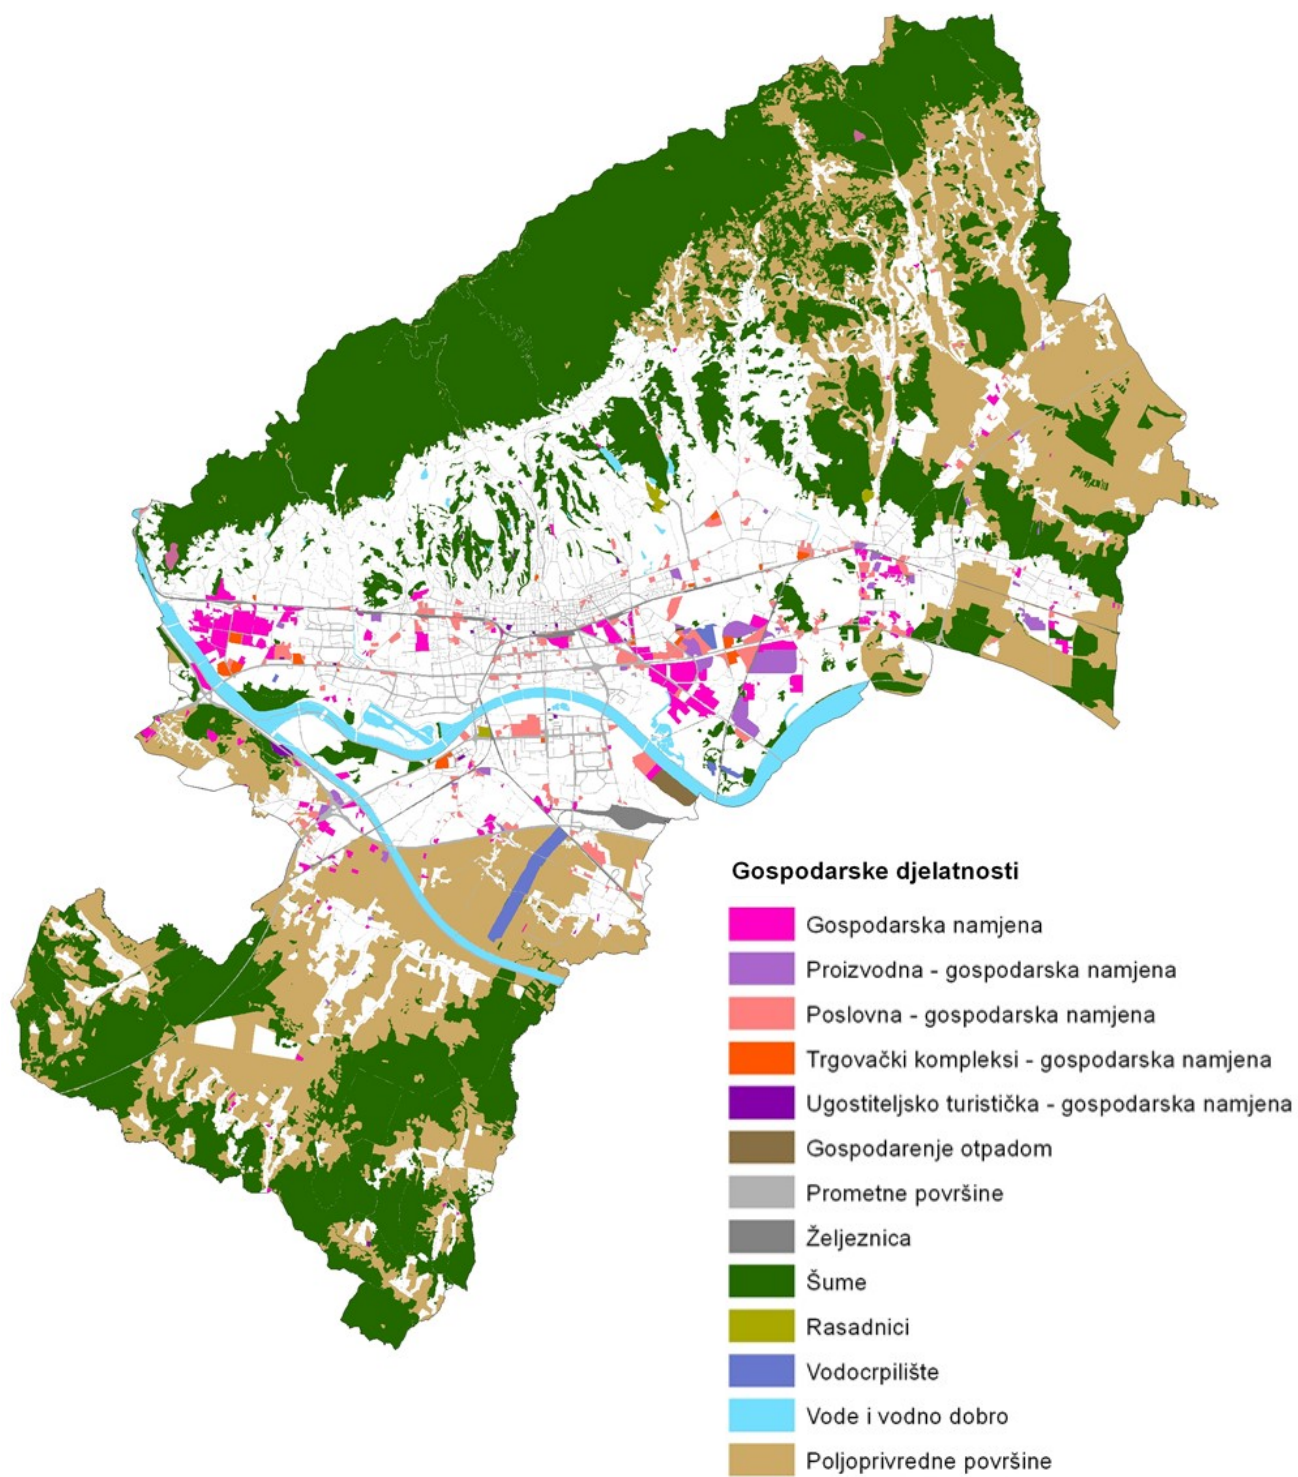 Gospodarske djelatnosti
Gospodarska namjena
Proizvodna - gospodarska namjena
Poslovna - gospodarska namjena
Trgovački kompleksi - gospodarska namjena
Ugostiteljsko turistička - gospodarska namjena
Gospodarenje otpadom
Prometne površine
Željeznica
Šume
Rasadnici
Vodocrpilište
Vode i vodno dobro
Poljoprivredne površine